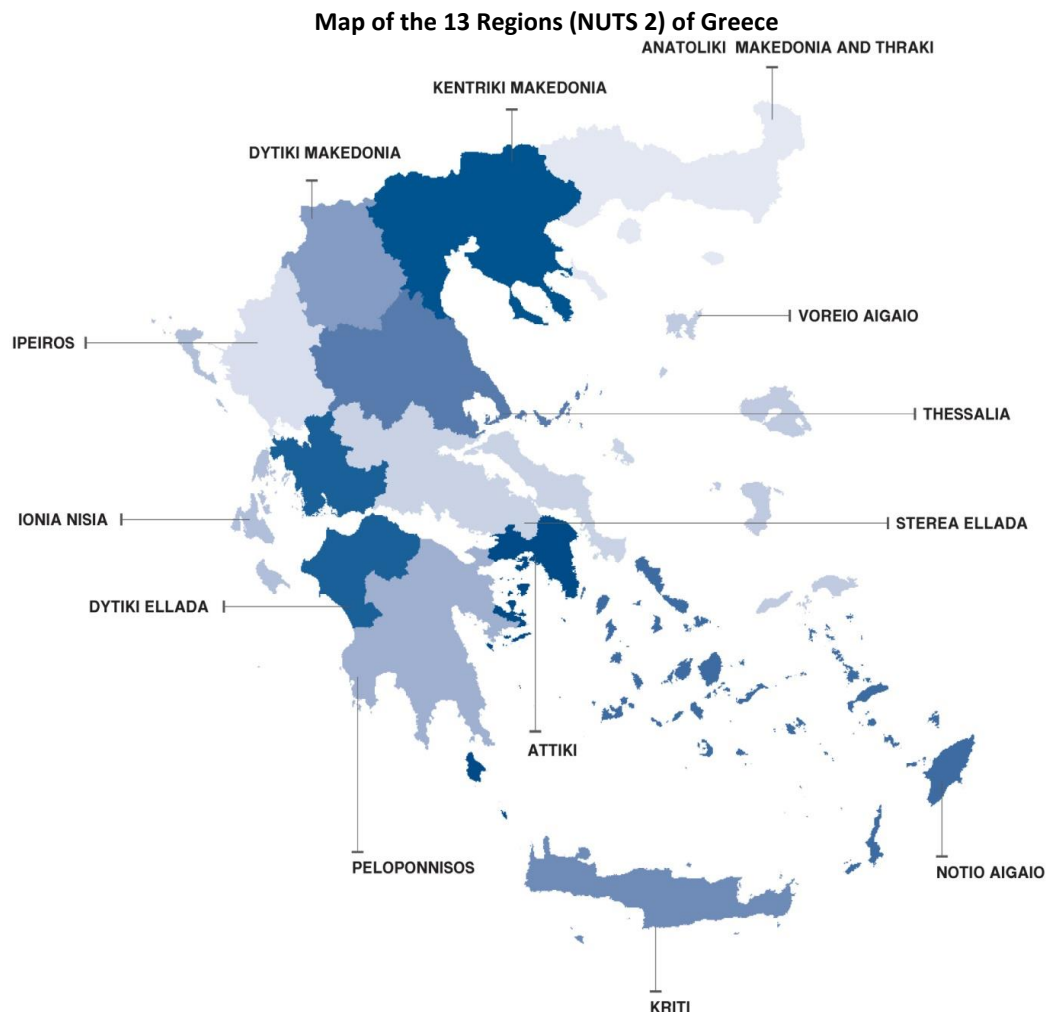 Map of the 13 Regions (NUTS 2) of Greece
ANATOLIKI MAKEDONIA AND THRAKI
KENTRIKI MAKEDONIA
DYTIKI MAKEDONIA
VOREIO AIGAIO
IPEIROS
THESSALIA
IONIA NISIA
STEREA ELLADA
DYTIKI ELLADA
ATTIKI
PELOPONNISOS
NOTIO AIGAIO
KRITI